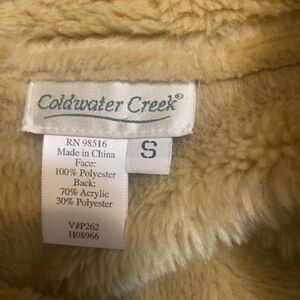 Coldwater Creek®
S
RN 98516
Made in China
Face:
100% Polyester
Back:
70% Acrylic
30% Polyester
V#P262
H08966